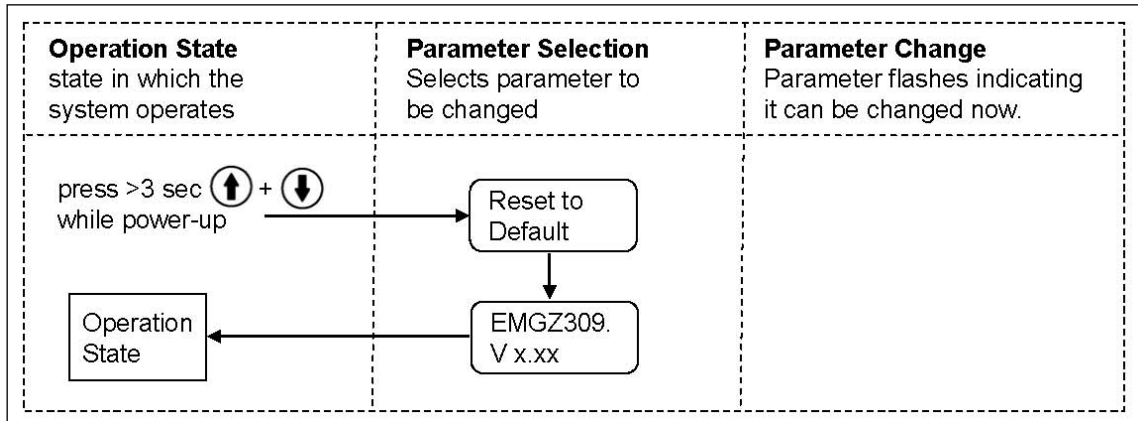 Operation State
state in which the
system operates
Parameter Selection
Selects parameter to
be changed
Parameter Change
Parameter flashes indicating
it can be changed now.
press >3 sec ⬆ + ⬇
while power-up
Reset to
Default
EMGZ309.
V x.xx
Operation
State